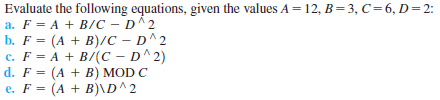 Evaluate the following equations, given the values A = 12, B = 3, C = 6, D = 2:
a. F = A + B/C − D^2
b. F = (A + B)/C − D^2
c. F = A + B/(C − D^2)
d. F = (A + B) MOD C
e. F = (A + B)\D^2